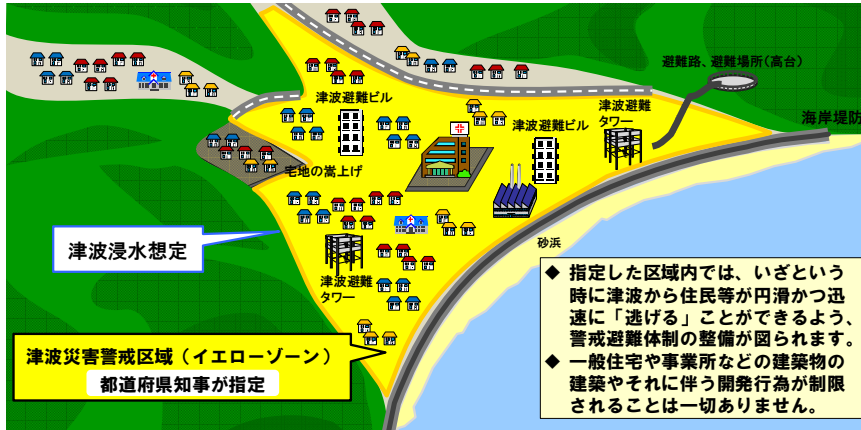 避難路、避難場所(高台)
津波避難ビル
津波避難
タワー
海岸堤防
津波避難ビル
宅地の嵩上げ
砂浜
津波浸水想定
津波避難
タワー
津波災害警戒区域(イエローゾーン)
都道府県知事が指定
◆ 指定した区域内では、いざという
時に津波から住民等が円滑かつ迅
速に「逃げる」ことができるよう、
警戒避難体制の整備が図られます。
◆ 一般住宅や事業所などの建築物の
建築やそれに伴う開発行為が制限
されることは一切ありません。